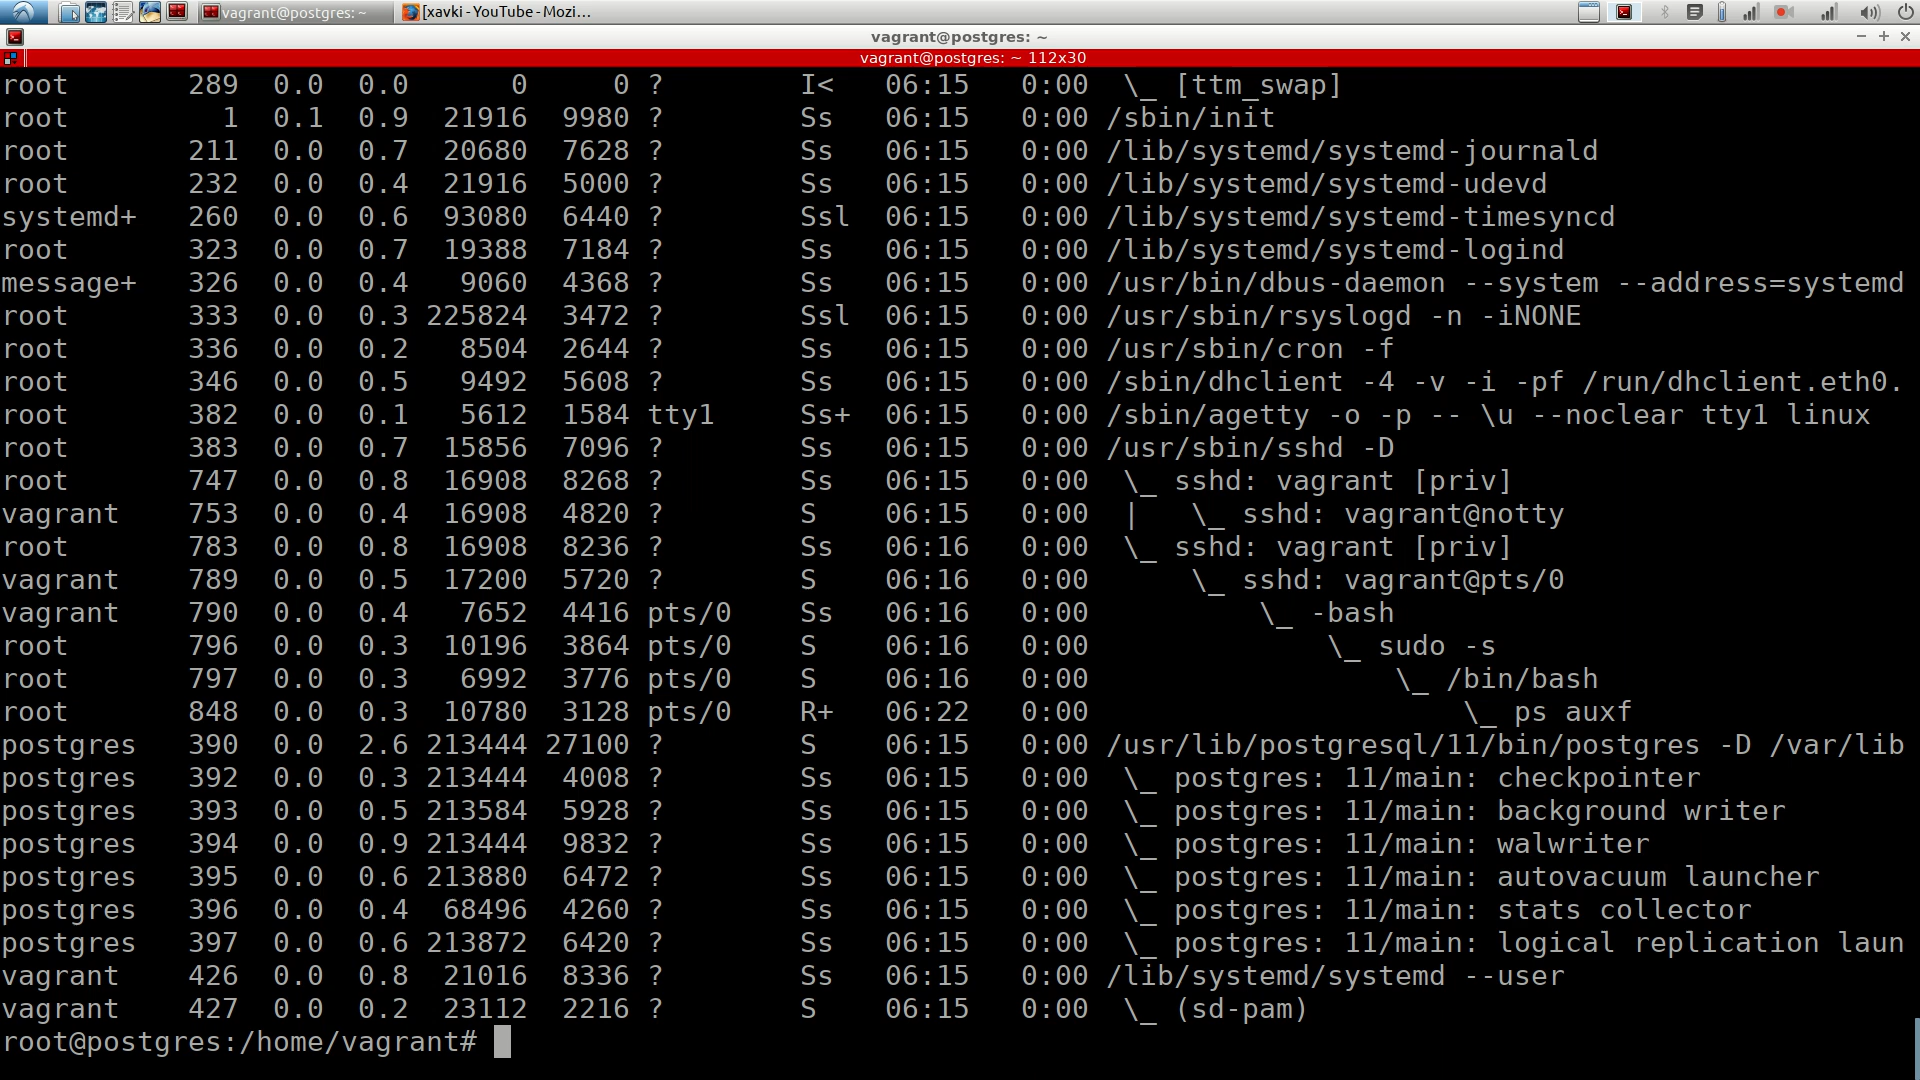 vagrant@postgres: ~
[xavki - YouTube - Mozi...
vagrant@postgres: ~
vagrant@postgres: ~ 112x30
root 289 0.0 0.0 0 0 ? I< 06:15 0:00 \_ [ttm_swap]
root 1 0.1 0.9 21916 9980 ? Ss 06:15 0:00 /sbin/init
root 211 0.0 0.7 20680 7628 ? Ss 06:15 0:00 /lib/systemd/systemd-journald
root 232 0.0 0.4 21916 5000 ? Ss 06:15 0:00 /lib/systemd/systemd-udevd
systemd+ 260 0.0 0.6 93080 6440 ? Ssl 06:15 0:00 /lib/systemd/systemd-timesyncd
root 323 0.0 0.7 19388 7184 ? Ss 06:15 0:00 /lib/systemd/systemd-logind
message+ 326 0.0 0.4 9060 4368 ? Ss 06:15 0:00 /usr/bin/dbus-daemon --system --address=systemd
root 333 0.0 0.3 225824 3472 ? Ssl 06:15 0:00 /usr/sbin/rsyslogd -n -iNONE
root 336 0.0 0.2 8504 2644 ? Ss 06:15 0:00 /usr/sbin/cron -f
root 346 0.0 0.5 9492 5608 ? Ss 06:15 0:00 /sbin/dhclient -4 -v -i -pf /run/dhclient.eth0.
root 382 0.0 0.1 5612 1584 tty1 Ss+ 06:15 0:00 /sbin/agetty -o -p -- \u --noclear tty1 linux
root 383 0.0 0.7 15856 7096 ? Ss 06:15 0:00 /usr/sbin/sshd -D
root 747 0.0 0.8 16908 8268 ? Ss 06:15 0:00 \_ sshd: vagrant [priv]
vagrant 753 0.0 0.4 16908 4820 ? S 06:15 0:00 | \_ sshd: vagrant@notty
root 783 0.0 0.8 16908 8236 ? Ss 06:16 0:00 \_ sshd: vagrant [priv]
vagrant 789 0.0 0.5 17200 5720 ? S 06:16 0:00 \_ sshd: vagrant@pts/0
vagrant 790 0.0 0.4 7652 4416 pts/0 Ss 06:16 0:00 \_ -bash
root 796 0.0 0.3 10196 3864 pts/0 S 06:16 0:00 \_ sudo -s
root 797 0.0 0.3 6992 3776 pts/0 S 06:16 0:00 \_ /bin/bash
root 848 0.0 0.3 10780 3128 pts/0 R+ 06:22 0:00 \_ ps auxf
postgres 390 0.0 2.6 213444 27100 ? S 06:15 0:00 /usr/lib/postgresql/11/bin/postgres -D /var/lib
postgres 392 0.0 0.3 213444 4008 ? Ss 06:15 0:00 \_ postgres: 11/main: checkpointer
postgres 393 0.0 0.5 213584 5928 ? Ss 06:15 0:00 \_ postgres: 11/main: background writer
postgres 394 0.0 0.9 213444 9832 ? Ss 06:15 0:00 \_ postgres: 11/main: walwriter
postgres 395 0.0 0.6 213880 6472 ? Ss 06:15 0:00 \_ postgres: 11/main: autovacuum launcher
postgres 396 0.0 0.4 68496 4260 ? Ss 06:15 0:00 \_ postgres: 11/main: stats collector
postgres 397 0.0 0.6 213872 6420 ? Ss 06:15 0:00 \_ postgres: 11/main: logical replication laun
vagrant 426 0.0 0.8 21016 8336 ? Ss 06:15 0:00 /lib/systemd/systemd --user
vagrant 427 0.0 0.2 23112 2216 ? S 06:15 0:00 \_ (sd-pam)
root@postgres:/home/vagrant#